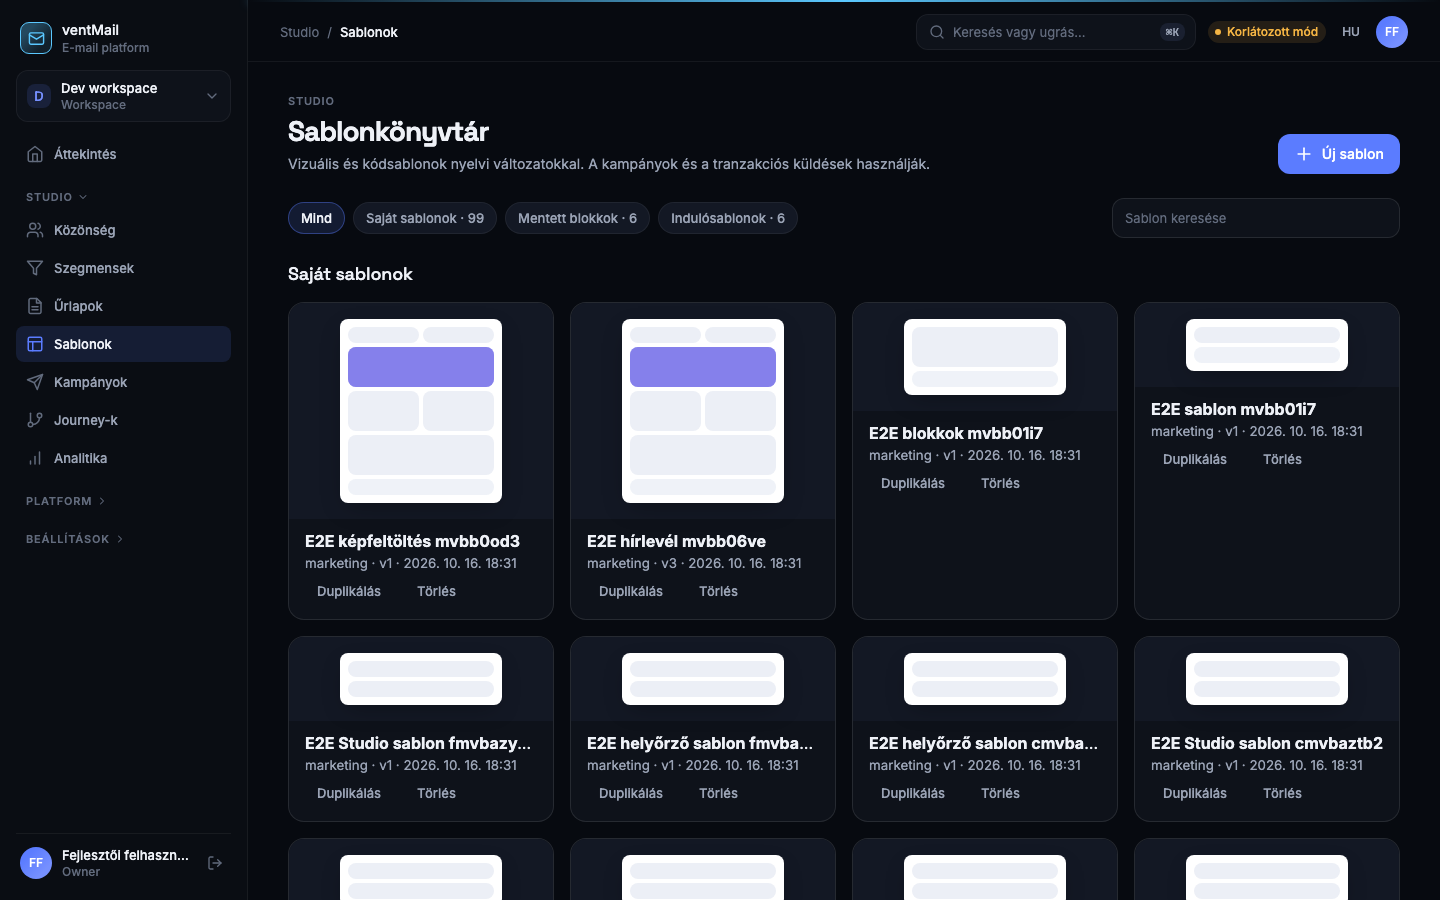 ventMail
E-mail platform
D
Dev workspace
Workspace
Áttekintés
STUDIO
Közönség
Szegmensek
Űrlapok
Sablonok
Kampányok
Journey-k
Analitika
PLATFORM
BEÁLLÍTÁSOK
FF
Fejlesztői felhaszn...
Owner
Studio / Sablonok
Keresés vagy ugrás...
⌘K
Korlátozott mód
HU
FF
STUDIO
Sablonkönyvtár
Vizuális és kódsablonok nyelvi változatokkal. A kampányok és a tranzakciós küldések használják.
Új sablon
Mind
Saját sablonok · 99
Mentett blokkok · 6
Indulósablonok · 6
Sablon keresése
Saját sablonok
E2E képfeltöltés mvbb0od3
marketing · v1 · 2026. 10. 16. 18:31
Duplikálás Törlés
E2E hírlevél mvbb06ve
marketing · v3 · 2026. 10. 16. 18:31
Duplikálás Törlés
E2E blokkok mvbb01i7
marketing · v1 · 2026. 10. 16. 18:31
Duplikálás Törlés
E2E sablon mvbb01i7
marketing · v1 · 2026. 10. 16. 18:31
Duplikálás Törlés
E2E Studio sablon fmvbazy...
marketing · v1 · 2026. 10. 16. 18:31
Duplikálás Törlés
E2E helyőrző sablon fmvba...
marketing · v1 · 2026. 10. 16. 18:31
Duplikálás Törlés
E2E helyőrző sablon cmvba...
marketing · v1 · 2026. 10. 16. 18:31
Duplikálás Törlés
E2E Studio sablon cmvbaztb2
marketing · v1 · 2026. 10. 16. 18:31
Duplikálás Törlés